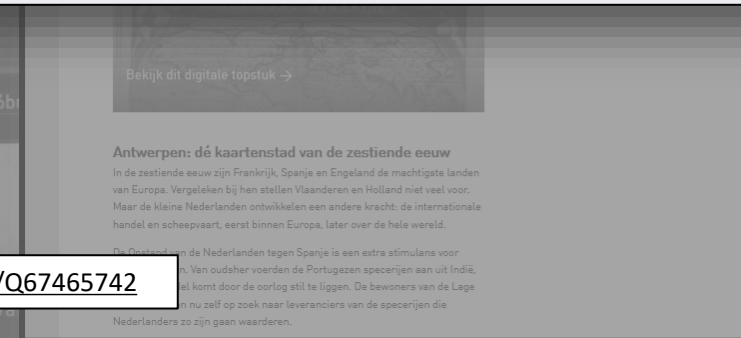 Bekijk dit digitale topstuk →
Antwerpen: dé kaartenstad van de zestiende eeuw
In de zestiende eeuw zijn Frankrijk, Spanje en Engeland de machtigste landen
van Europa. Vergeleken bij hen stellen Vlaanderen en Holland niet veel voor.
Maar de kleine Nederlanden ontwikkelen een andere kracht: de internationale
handel en scheepvaart, eerst binnen Europa, later over de hele wereld.
De Opstand van de Nederlanden tegen Spanje is een extra stimulans voor
Van oudsher voerden de Portugezen specerijen aan uit Indië,
komt door de oorlog stil te liggen. De bewoners van de Lage
nu zelf op zoek naar leveranciers van de specerijen die
Nederlanders zo zijn gaan waarderen.
/Q67465742